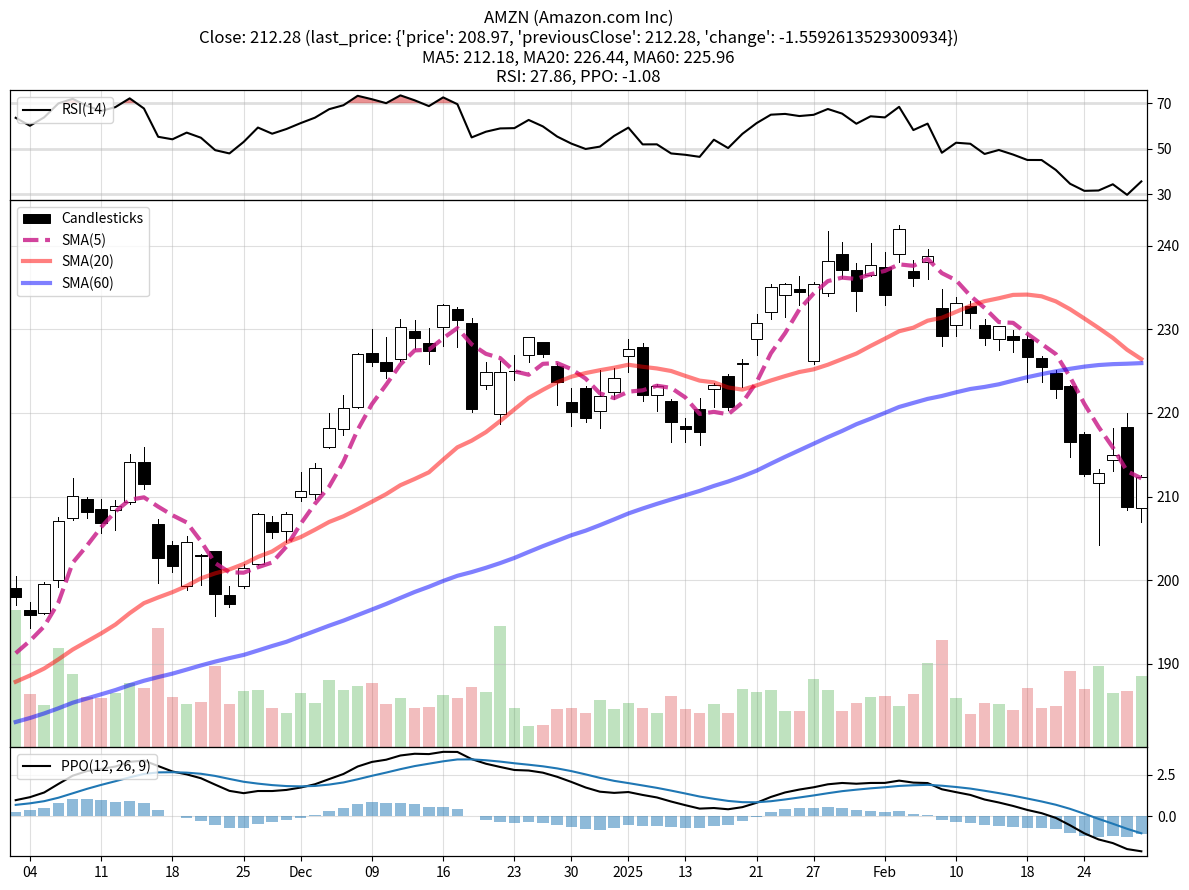 AMZN (Amazon.com Inc)
Close: 212.28 (last_price: {'price': 208.97, 'previousClose': 212.28, 'change': -1.5592613529300934})
MA5: 212.18, MA20: 226.44, MA60: 225.96
RSI: 27.86, PPO: -1.08
RSI(14)
70
50
30
Candlesticks
SMA(5)
SMA(20)
SMA(60)
240
230
220
210
200
190
PPO(12, 26, 9)
2.5
0.0
04 11 18 25 Dec 09 16 23 30 2025 13 21 27 Feb 10 18 24